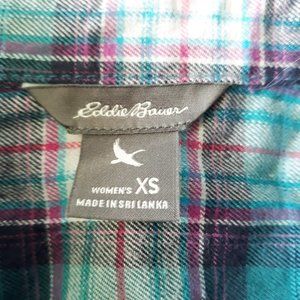 Eddie Bauer
WOMEN'S XS
MADE IN SRI LANKA